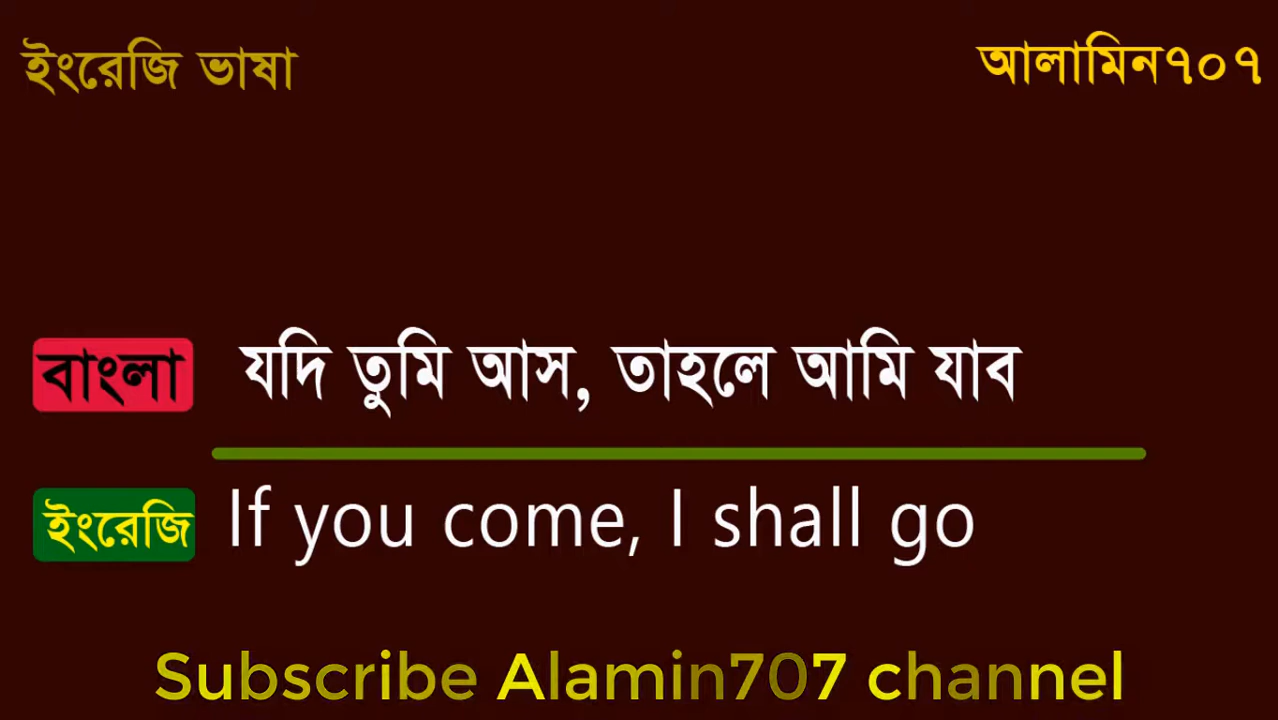 ইংরেজি ভাষা
আলামিন৭০৭
বাংলা যদি তুমি আস, তাহলে আমি যাব
ইংরেজি If you come, I shall go
Subscribe Alamin707 channel